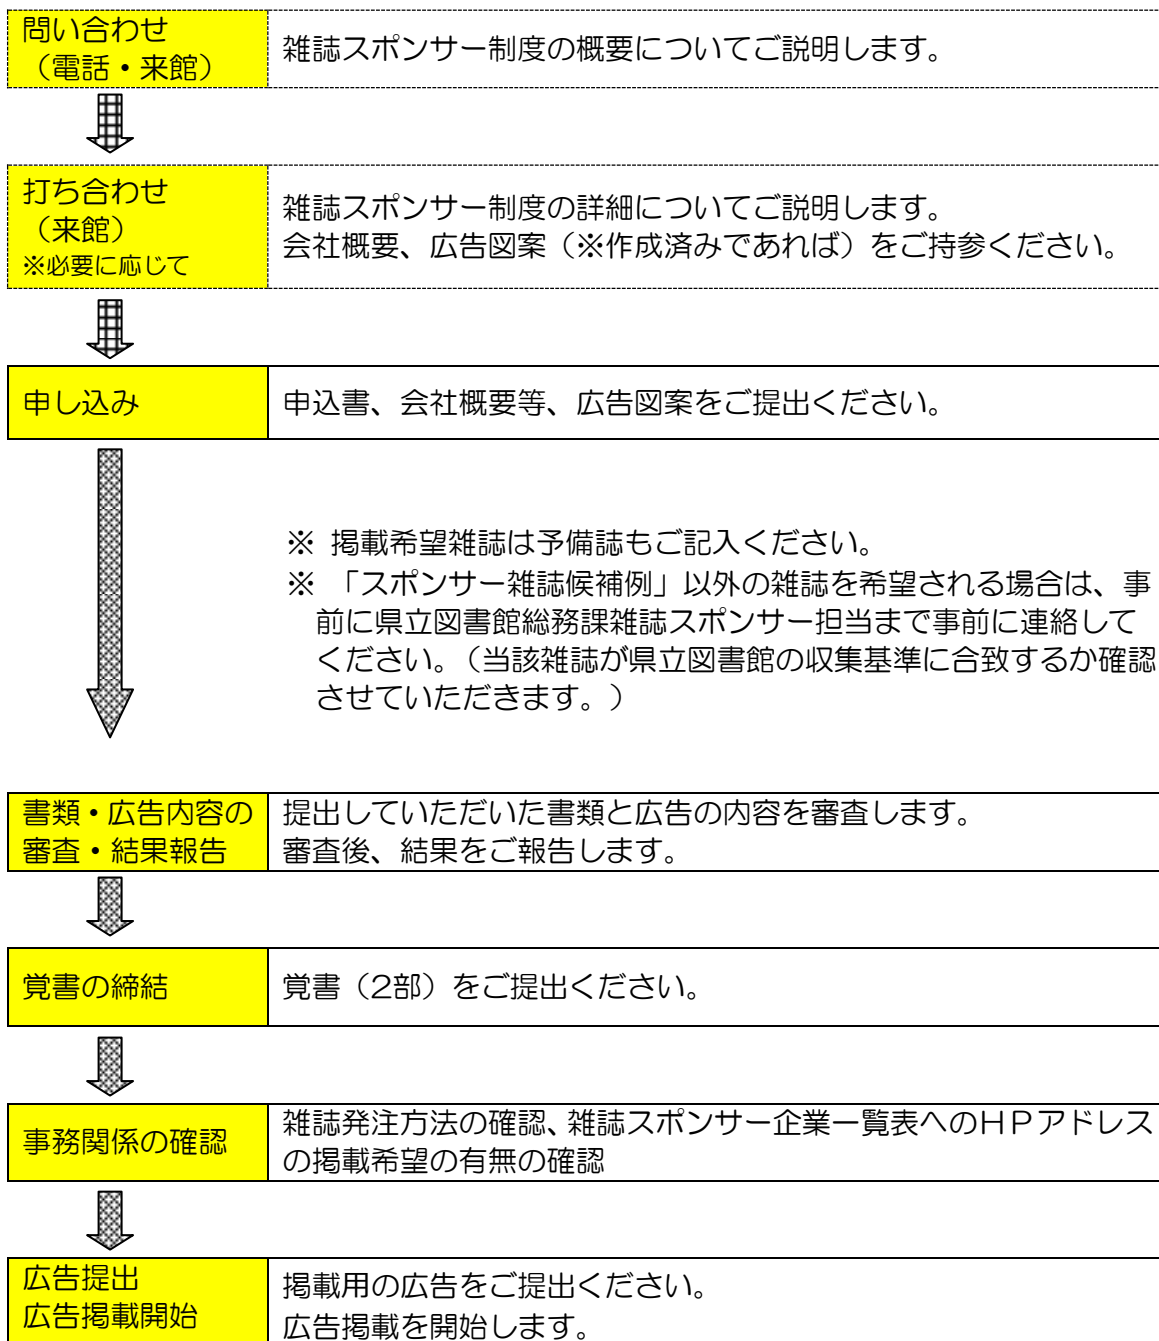 問い合わせ
（電話・来館）
雑誌スポンサー制度の概要についてご説明します。
打ち合わせ
（来館）
※必要に応じて
雑誌スポンサー制度の詳細についてご説明します。
会社概要、広告図案（※作成済みであれば）をご持参ください。
申し込み
申込書、会社概要等、広告図案をご提出ください。
※ 掲載希望雑誌は予備誌もご記入ください。
※ 「スポンサー雑誌候補例」以外の雑誌を希望される場合は、事
前に県立図書館総務課雑誌スポンサー担当まで事前に連絡して
ください。（当該雑誌が県立図書館の収集基準に合致するか確認
させていただきます。）
書類・広告内容の
審査・結果報告
提出していただいた書類と広告の内容を審査します。
審査後、結果をご報告します。
覚書の締結
覚書（2部）をご提出ください。
事務関係の確認
雑誌発注方法の確認、雑誌スポンサー企業一覧表へのＨＰアドレス
の掲載希望の有無の確認
広告提出
広告掲載開始
掲載用の広告をご提出ください。
広告掲載を開始します。